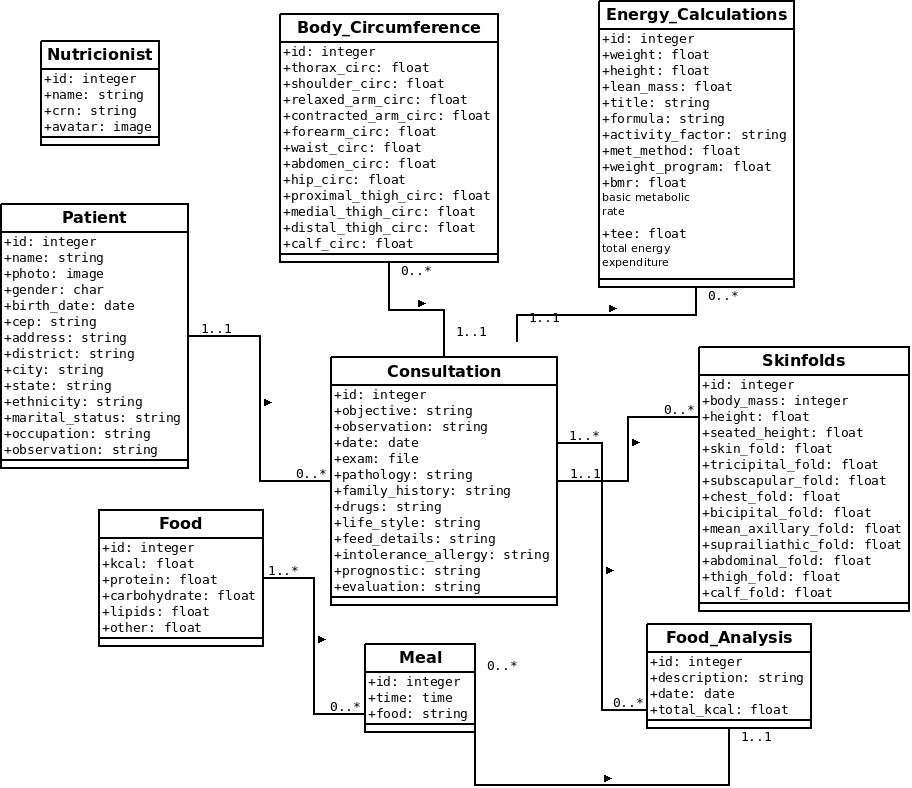 Nutricionist
+id: integer
+name: string
+crn: string
+avatar: image
Body_Circumference
+id: integer
+thorax_circ: float
+shoulder_circ: float
+relaxed_arm_circ: float
+contracted_arm_circ: float
+forearm_circ: float
+waist_circ: float
+abdomen_circ: float
+hip_circ: float
+proximal_thigh_circ: float
+medial_thigh_circ: float
+distal_thigh_circ: float
+calf_circ: float
0..*
1..1
Energy_Calculations
+id: integer
+weight: float
+height: float
+lean_mass: float
+title: string
+formula: string
+activity_factor: string
+met_method: float
+weight_program: float
+bmr: float
basic metabolic
rate
+tee: float
total energy
expenditure
0..*
1..1
Patient
+id: integer
+name: string
+photo: image
+gender: char
+birth_date: date
+cep: string
+address: string
+district: string
+city: string
+state: string
+ethnicity: string
+marital_status: string
+occupation: string
+observation: string
1..1
0..*
Consultation
+id: integer
+objective: string
+observation: string
+date: date
+exam: file
+pathology: string
+family_history: string
+drugs: string
+life_style: string
+feed_details: string
+intolerance_allergy: string
+prognostic: string
+evaluation: string
1..*
1..1
0..*
Skinfolds
+id: integer
+body_mass: integer
+height: float
+seated_height: float
+skin_fold: float
+tricipital_fold: float
+subscapular_fold: float
+chest_fold: float
+bicipital_fold: float
+mean_axillary_fold: float
+suprailiathic_fold: float
+abdominal_fold: float
+thigh_fold: float
+calf_fold: float
Food
+id: integer
+kcal: float
+protein: float
+carbohydrate: float
+lipids: float
+other: float
1..*
0..*
Meal
+id: integer
+time: time
+food: string
0..*
0..*
Food_Analysis
+id: integer
+description: string
+date: date
+total_kcal: float
1..1